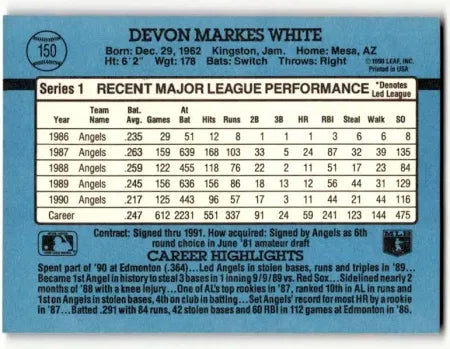 150
DEVON MARKES WHITE
Born: Dec. 29, 1962 Kingston, Jam. Home: Mesa, AZ
Ht: 6'2" Wgt: 178 Bats: Switch Throws: Right
©1990 LEAF, INC.
Printed in USA
Series 1 RECENT MAJOR LEAGUE PERFORMANCE *Denotes Led League
Year Team Name Bat. Avg. Games At Bat Hits Runs 2B 3B HR RBI Steal Walk SO
1986 Angels .235 29 51 12 8 1 1 1 3 6 6 8
1987 Angels .263 159 639 168 103 33 5 24 87 32 39 135
1988 Angels .259 122 455 118 76 22 2 11 51 17 23 84
1989 Angels .245 156 636 156 86 18 13 12 56 44 31 129
1990 Angels .217 125 443 96 57 17 3 11 44 21 44 116
Career .247 612 2231 551 337 91 24 59 241 123 144 475
Contract: Signed thru 1991. How acquired: Signed by Angels as 6th
round choice in June '81 amateur draft
CAREER HIGHLIGHTS
Spent part of '90 at Edmonton (.364)...Led Angels in stolen bases, runs and triples in '89...
Became 1st Angel in history to steal 3 bases in 1 inning 9/9/89 vs. Red Sox...Sidelined nearly 2
months of '88 with a knee injury...One of AL's top rookies in '87, ranked 10th in AL in runs and
1st on Angels in stolen bases, 4th on club in batting...Set Angels' record for most HR by a rookie
in '87...Batted .291 with 84 runs, 42 stolen bases and 60 RBI in 112 games at Edmonton in '86.